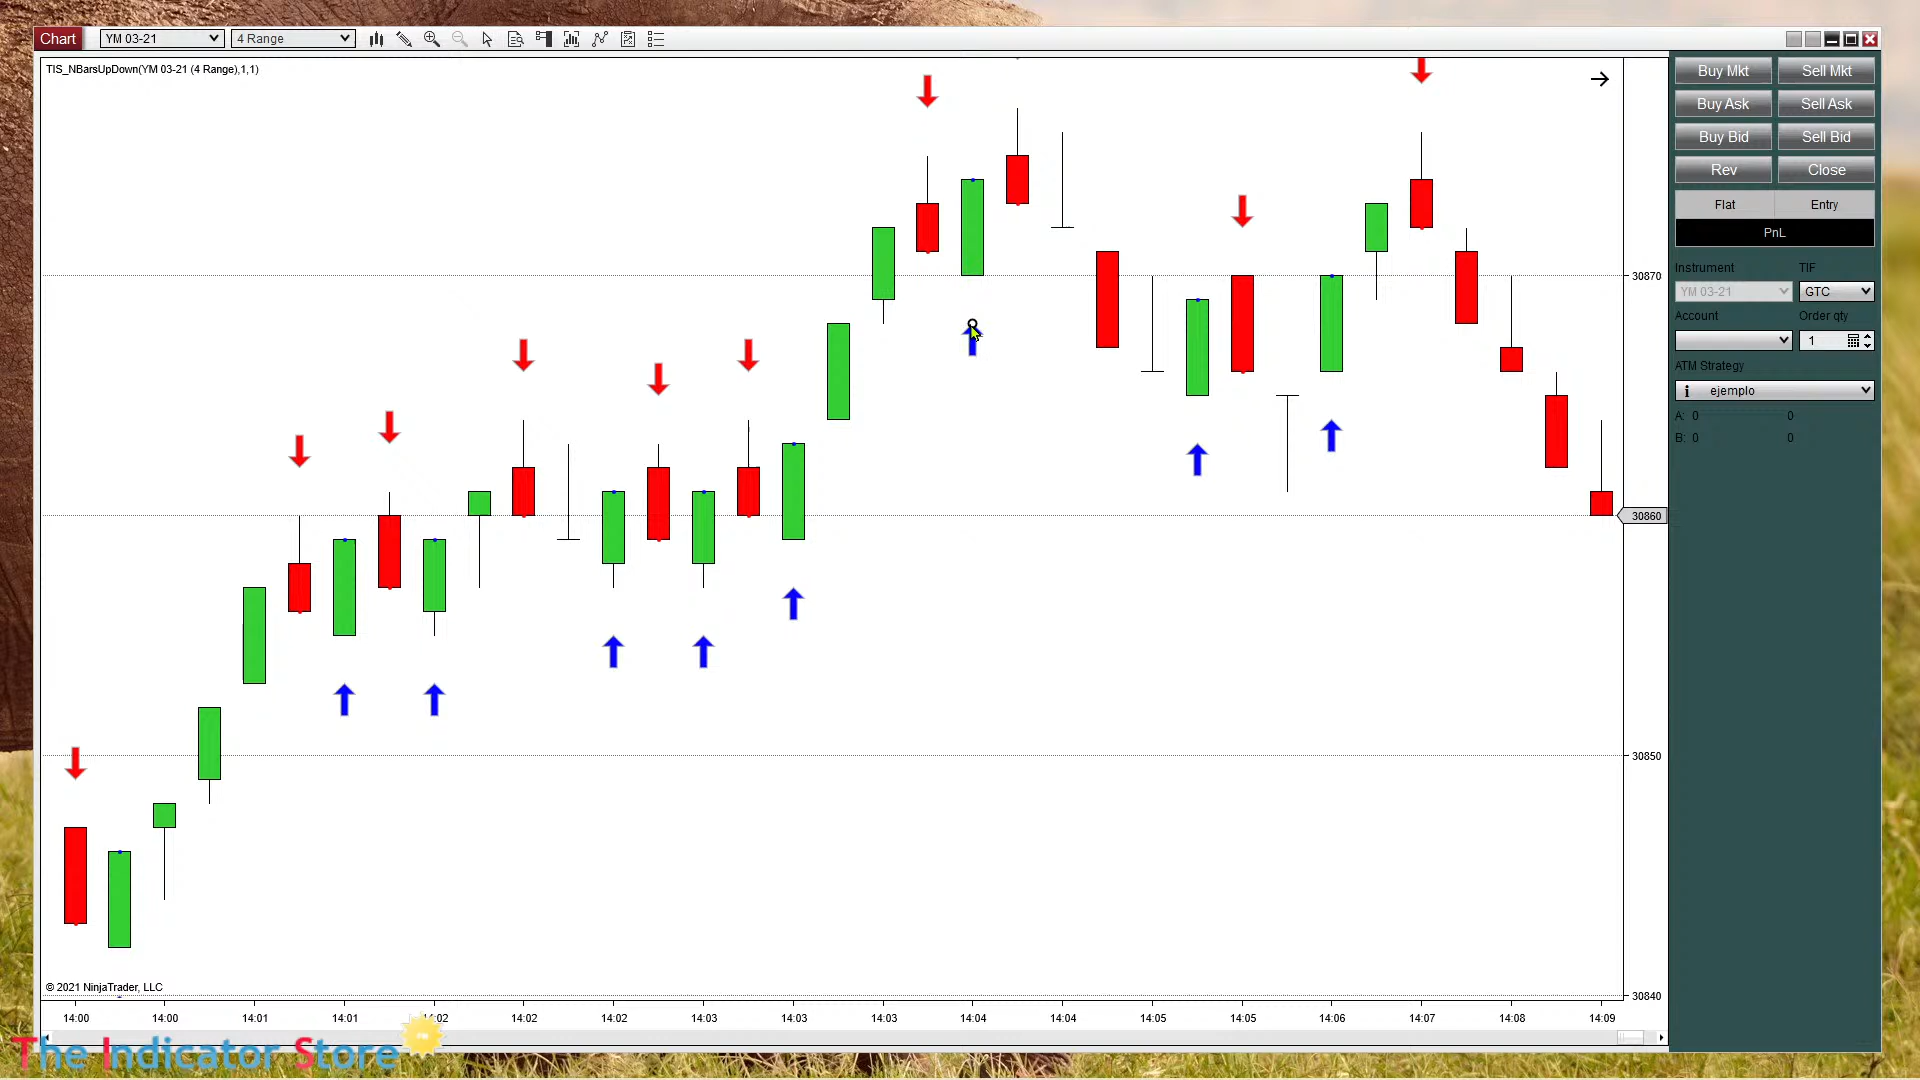 Chart YM 03-21 4 Range
TIS_NBarsUpDown(YM 03-21 (4 Range),1,1)
Buy Mkt Sell Mkt
Buy Ask Sell Ask
Buy Bid Sell Bid
Rev Close
Flat Entry
PnL
Instrument TIF
YM 03-21 GTC
Account Order qty
1
ATM Strategy
i ejemplo
A: 0 0
B: 0 0
30870
30860
30850
30840
© 2021 NinjaTrader, LLC
14:00 14:00 14:01 14:01 14:02 14:02 14:02 14:03 14:03 14:03 14:04 14:04 14:05 14:05 14:06 14:07 14:08 14:09
The Indicator Store